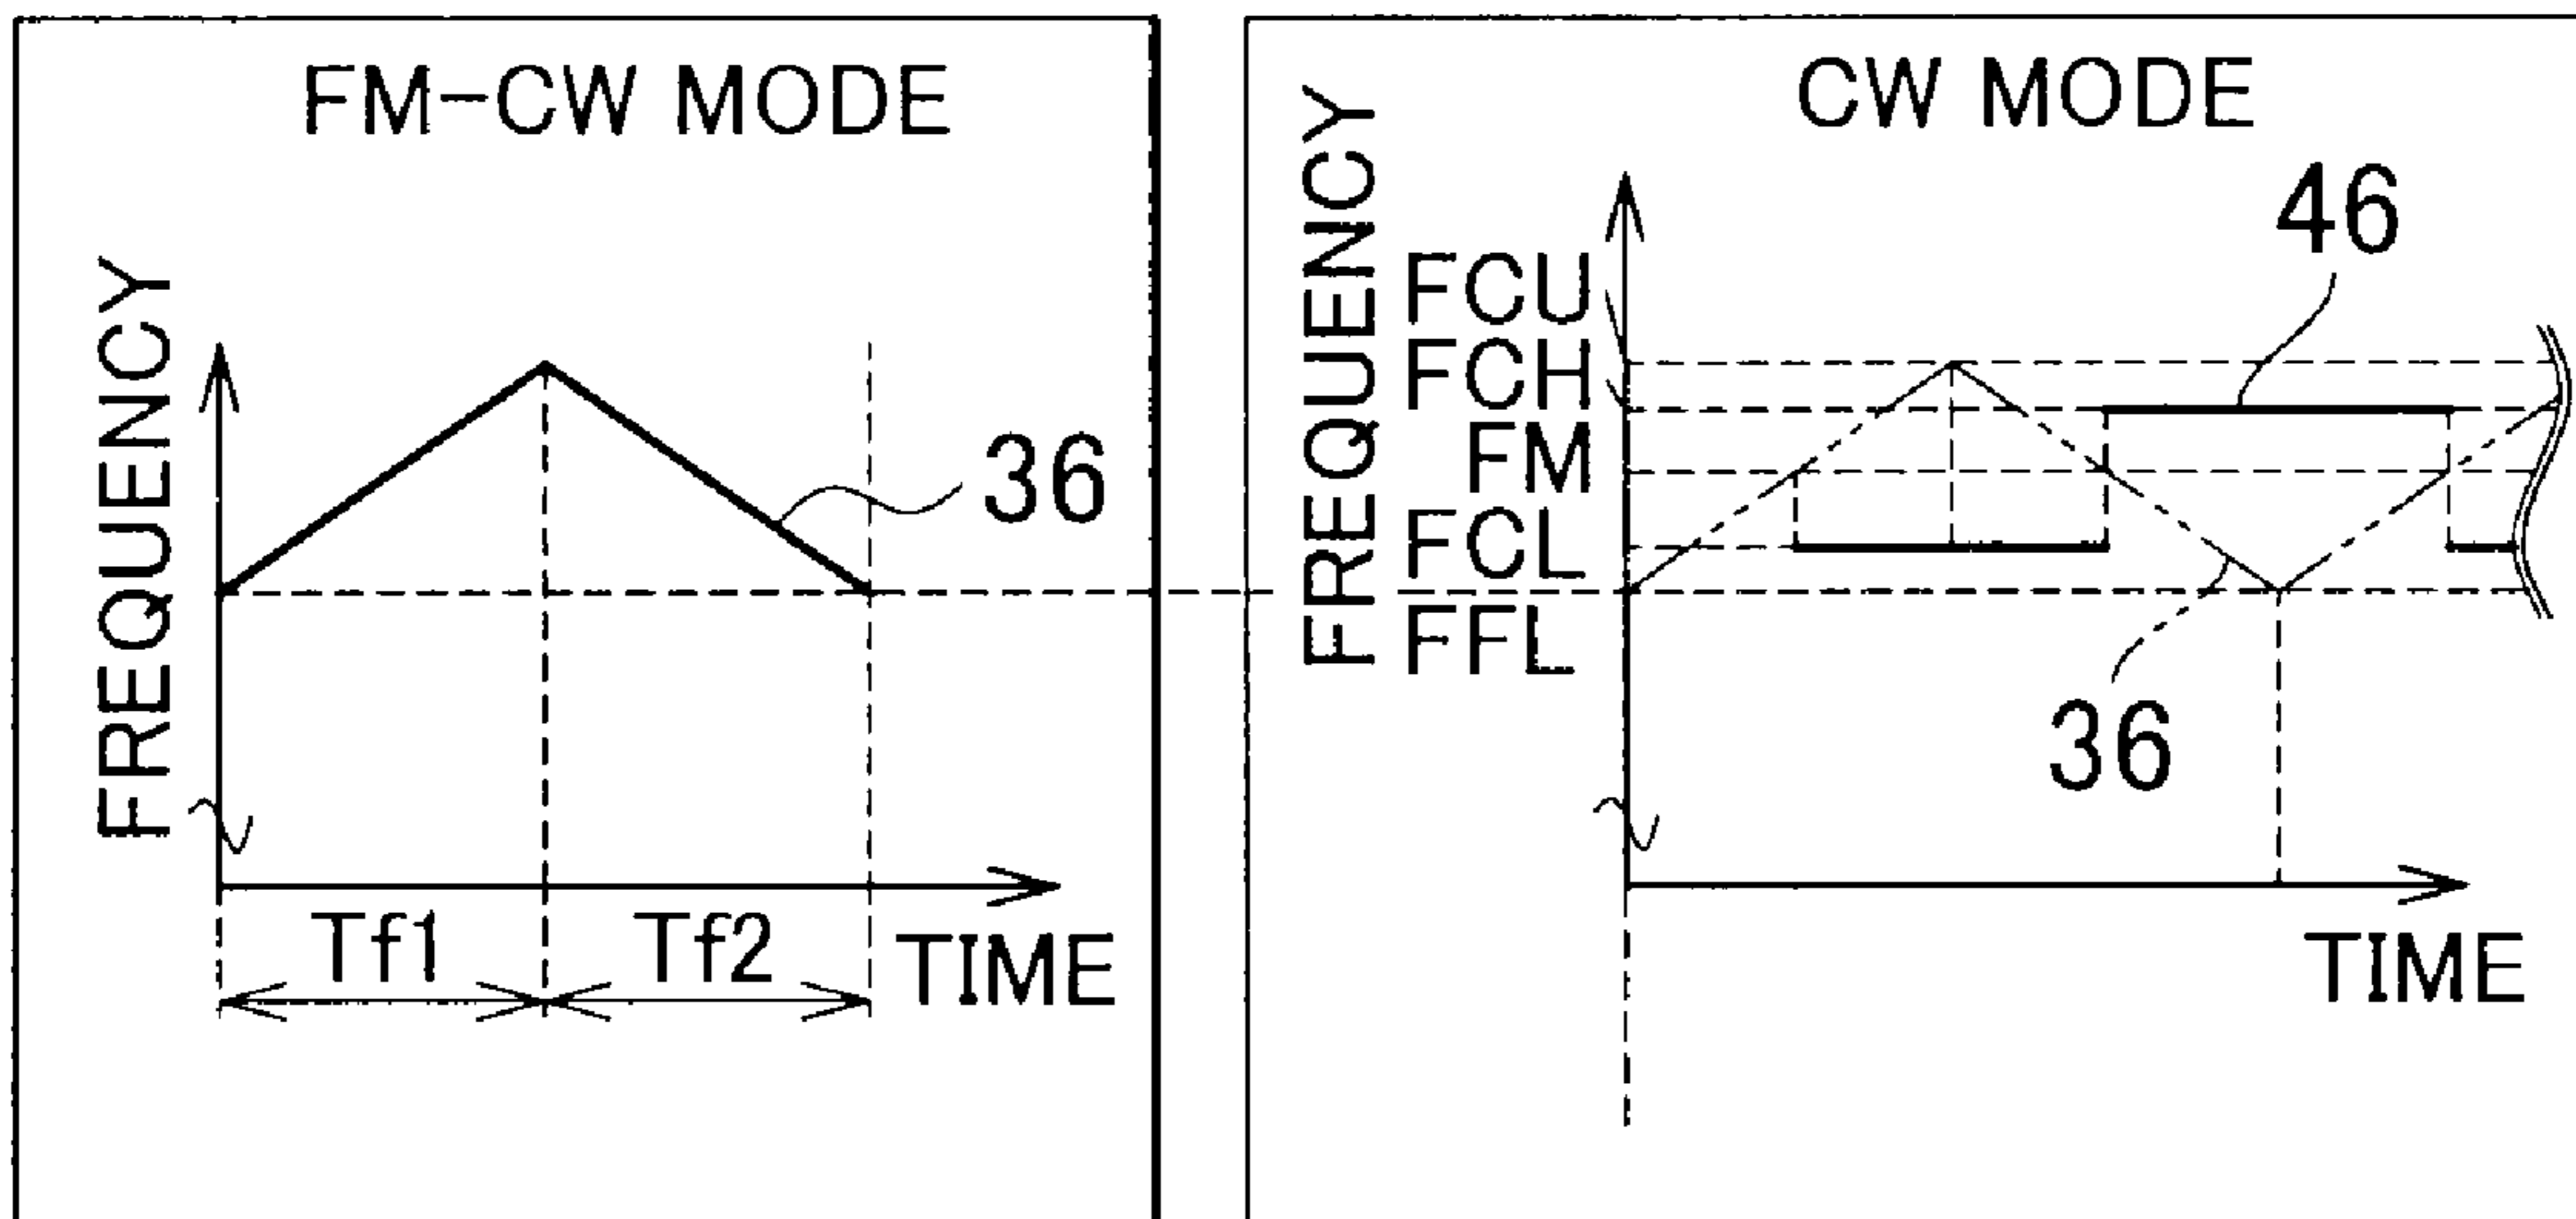 FM-CW MODE
FREQUENCY
36
Tf1
Tf2
TIME
CW MODE
FREQUENCY
FCU
FCH
FM
FCL
FFL
46
36
TIME